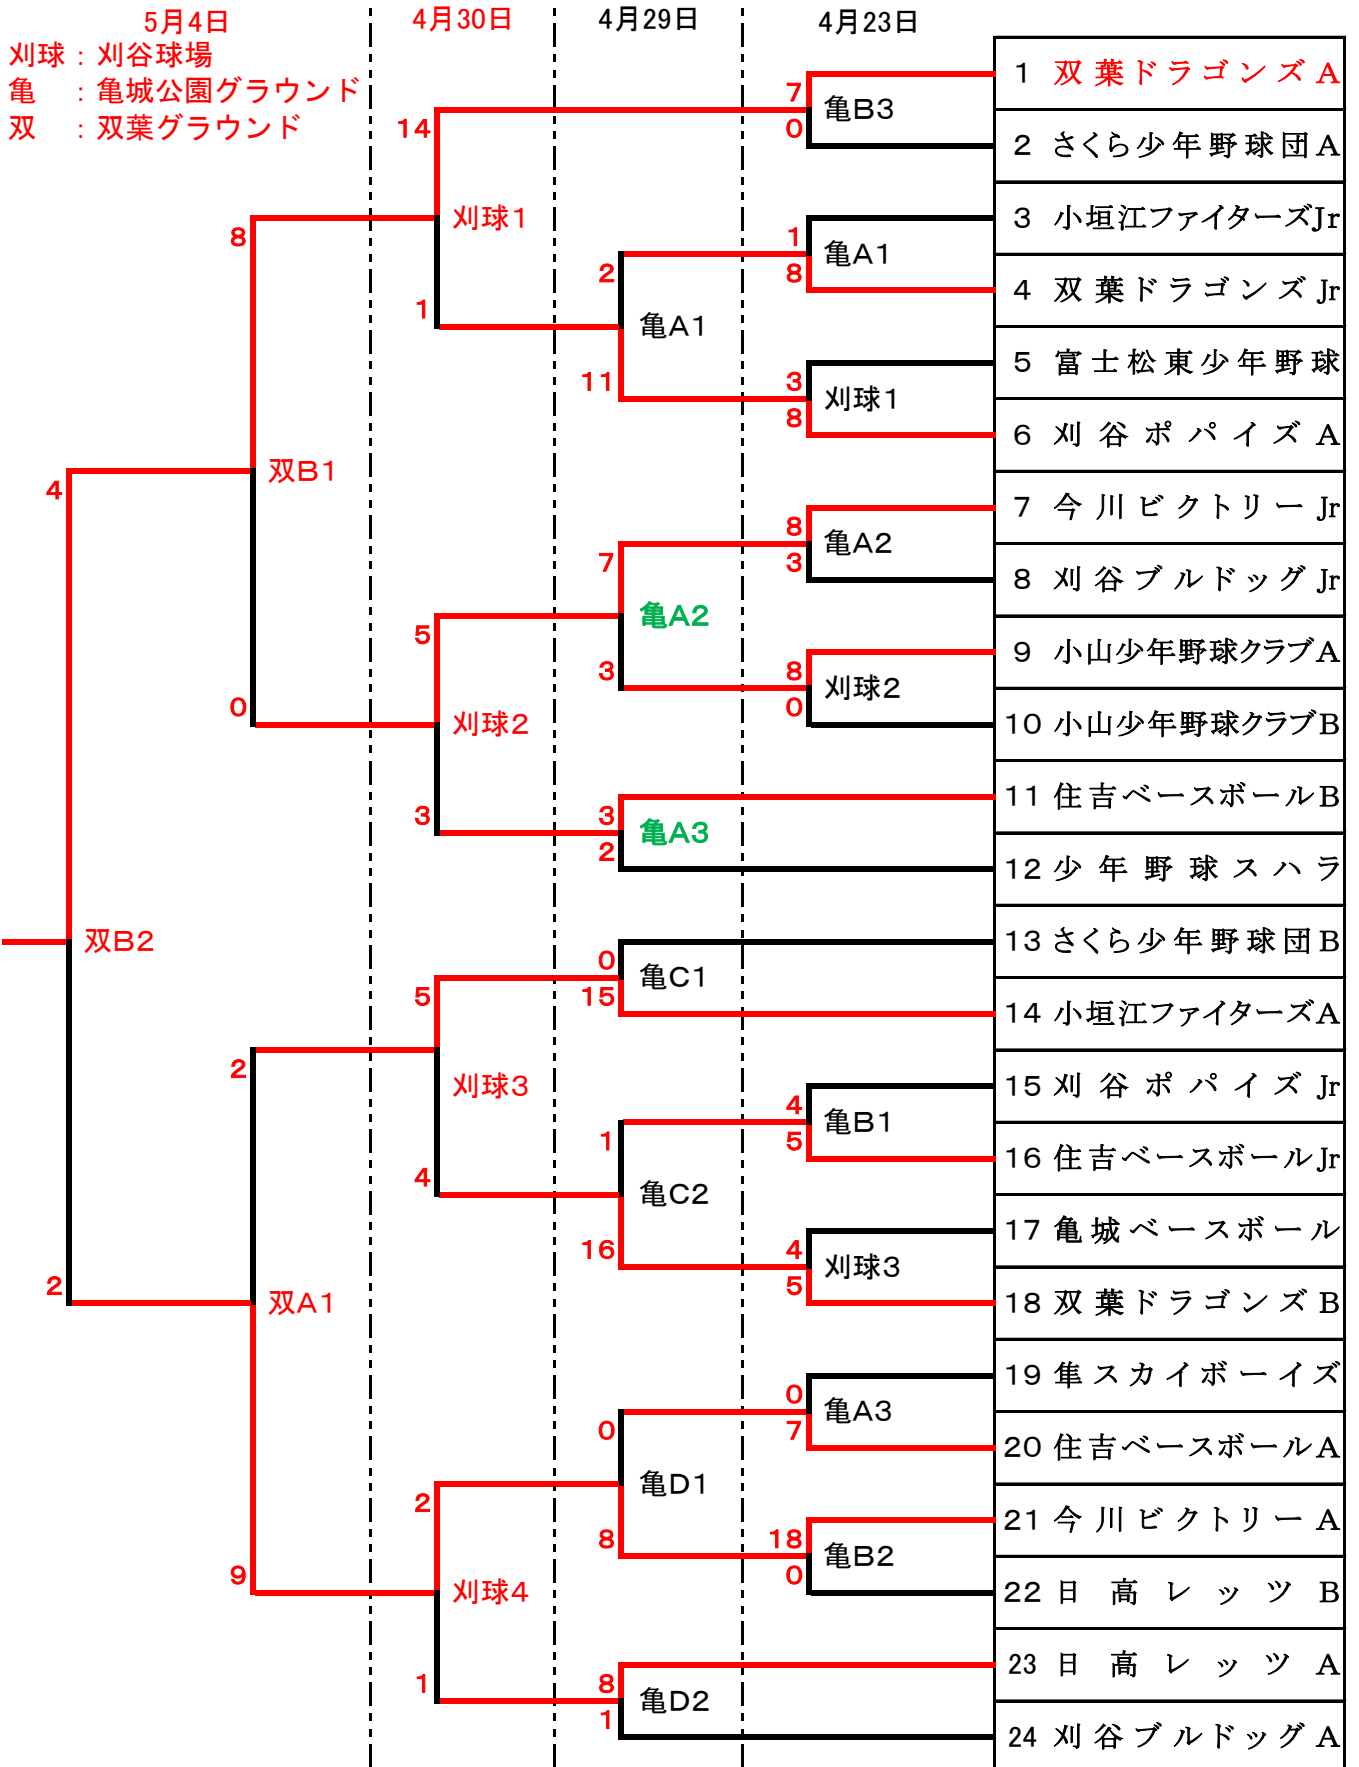 5月4日 4月30日 4月29日 4月23日
刈球：刈谷球場
亀　：亀城公園グラウンド
双　：双葉グラウンド
1 双葉ドラゴンズA
7
亀B3
14
0
2 さくら少年野球団A
刈球1
3 小垣江ファイターズJr
8
1
亀A1
2
8
4 双葉ドラゴンズJr
1
亀A1
5 富士松東少年野球
11
3
刈球1
8
6 刈谷ポパイズA
双B1
4
7 今川ビクトリーJr
8
亀A2
7
3
8 刈谷ブルドッグJr
亀A2
5
9 小山少年野球クラブA
3
8
刈球2
0
0
刈球2
10 小山少年野球クラブB
11 住吉ベースボールB
3
3
亀A3
2
12 少年野球スハラ
双B2
13 さくら少年野球団B
0
亀C1
5
15
14 小垣江ファイターズA
2
刈球3
15 刈谷ポパイズJr
4
亀B1
1
5
16 住吉ベースボールJr
4
亀C2
17 亀城ベースボール
16
4
刈球3
2
5
双A1
18 双葉ドラゴンズB
19 隼スカイボーイズ
0
亀A3
0
7
20 住吉ベースボールA
亀D1
2
21 今川ビクトリーA
8
18
亀B2
9
0
刈球4
22 日高レッツB
23 日高レッツA
1
8
亀D2
1
24 刈谷ブルドッグA